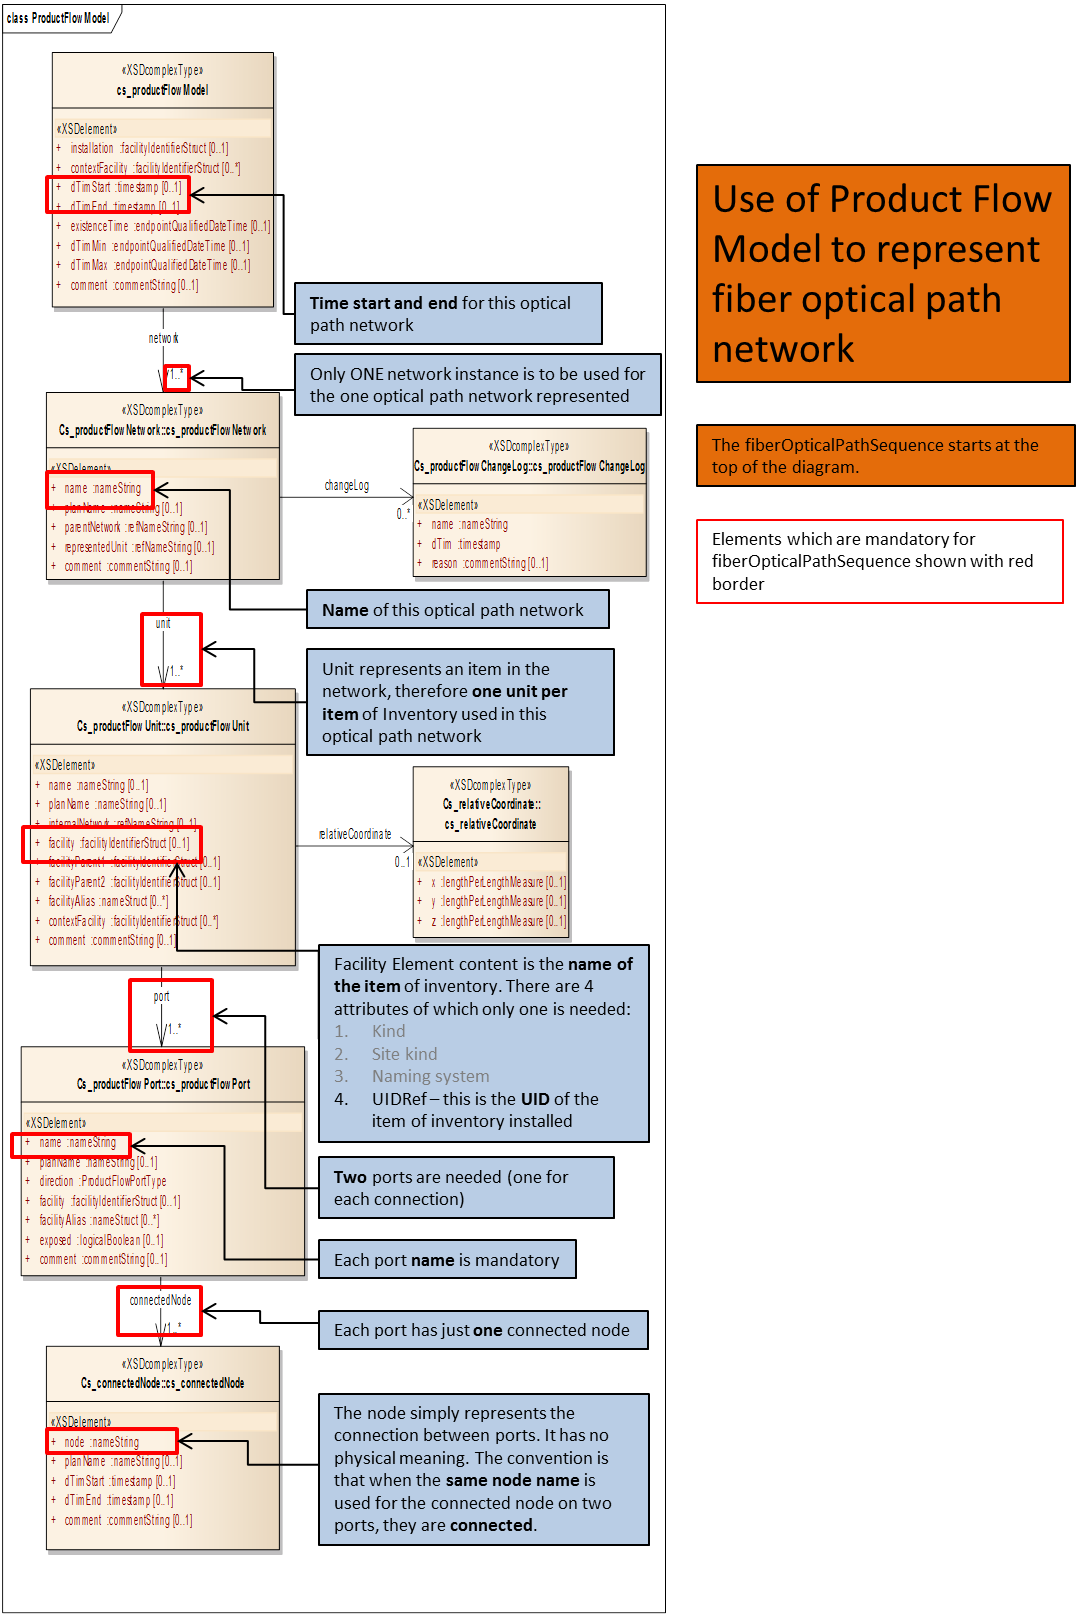 class ProductFlowModel
«XSDcomplexType»
cs_productFlowModel
«XSDelement»
+ installation :facilityIdentifierStruct [0..1]
+ contextFacility :facilityIdentifierStruct [0..*]
+ dTimStart :timestamp [0..1]
+ dTimEnd :timestamp [0..1]
+ existenceTime :endpointQualifiedDateTime [0..1]
+ dTimMin :endpointQualifiedDateTime [0..1]
+ dTimMax :endpointQualifiedDateTime [0..1]
+ comment :commentString [0..1]
Time start and end for this optical
path network
network
1..*
Only ONE network instance is to be used for
the one optical path network represented
«XSDcomplexType»
Cs_productFlowNetwork::cs_productFlowNetwork
«XSDelement»
+ name :nameString
+ planName :nameString [0..1]
+ parentNetwork :refNameString [0..1]
+ representedUnit :refNameString [0..1]
+ comment :commentString [0..1]
changeLog
0..*
«XSDcomplexType»
Cs_productFlowChangeLog::cs_productFlowChangeLog
«XSDelement»
+ name :nameString
+ dTim :timestamp
+ reason :commentString [0..1]
Name of this optical path network
unit
1..*
Unit represents an item in the
network, therefore one unit per
item of Inventory used in this
optical path network
«XSDcomplexType»
Cs_productFlowUnit::cs_productFlowUnit
«XSDelement»
+ name :nameString [0..1]
+ planName :nameString [0..1]
+ internalNetwork :refNameString [0..1]
+ facility :facilityIdentifierStruct [0..1]
+ facilityParent1 :facilityIdentifierStruct [0..1]
+ facilityParent2 :facilityIdentifierStruct [0..1]
+ facilityAlias :nameStruct [0..*]
+ contextFacility :facilityIdentifierStruct [0..*]
+ comment :commentString [0..1]
relativeCoordinate
0..1
«XSDcomplexType»
Cs_relativeCoordinate::
cs_relativeCoordinate
«XSDelement»
+ x :lengthPerLengthMeasure [0..1]
+ y :lengthPerLengthMeasure [0..1]
+ z :lengthPerLengthMeasure [0..1]
Facility Element content is the name of
the item of inventory. There are 4
attributes of which only one is needed:
1. Kind
2. Site kind
3. Naming system
4. UIDRef – this is the UID of the
item of inventory installed
port
1..*
«XSDcomplexType»
Cs_productFlowPort::cs_productFlowPort
«XSDelement»
+ name :nameString
+ planName :nameString [0..1]
+ direction :ProductFlowPortType
+ facility :facilityIdentifierStruct [0..1]
+ facilityAlias :nameStruct [0..*]
+ exposed :logicalBoolean [0..1]
+ comment :commentString [0..1]
Two ports are needed (one for
each connection)
Each port name is mandatory
connectedNode
1..*
Each port has just one connected node
«XSDcomplexType»
Cs_connectedNode::cs_connectedNode
«XSDelement»
+ node :nameString
+ planName :nameString [0..1]
+ dTimStart :timestamp [0..1]
+ dTimEnd :timestamp [0..1]
+ comment :commentString [0..1]
The node simply represents the
connection between ports. It has no
physical meaning. The convention is
that when the same node name is
used for the connected node on two
ports, they are connected.
Use of Product Flow
Model to represent
fiber optical path
network
The fiberOpticalPathSequence starts at the
top of the diagram.
Elements which are mandatory for
fiberOpticalPathSequence shown with red
border